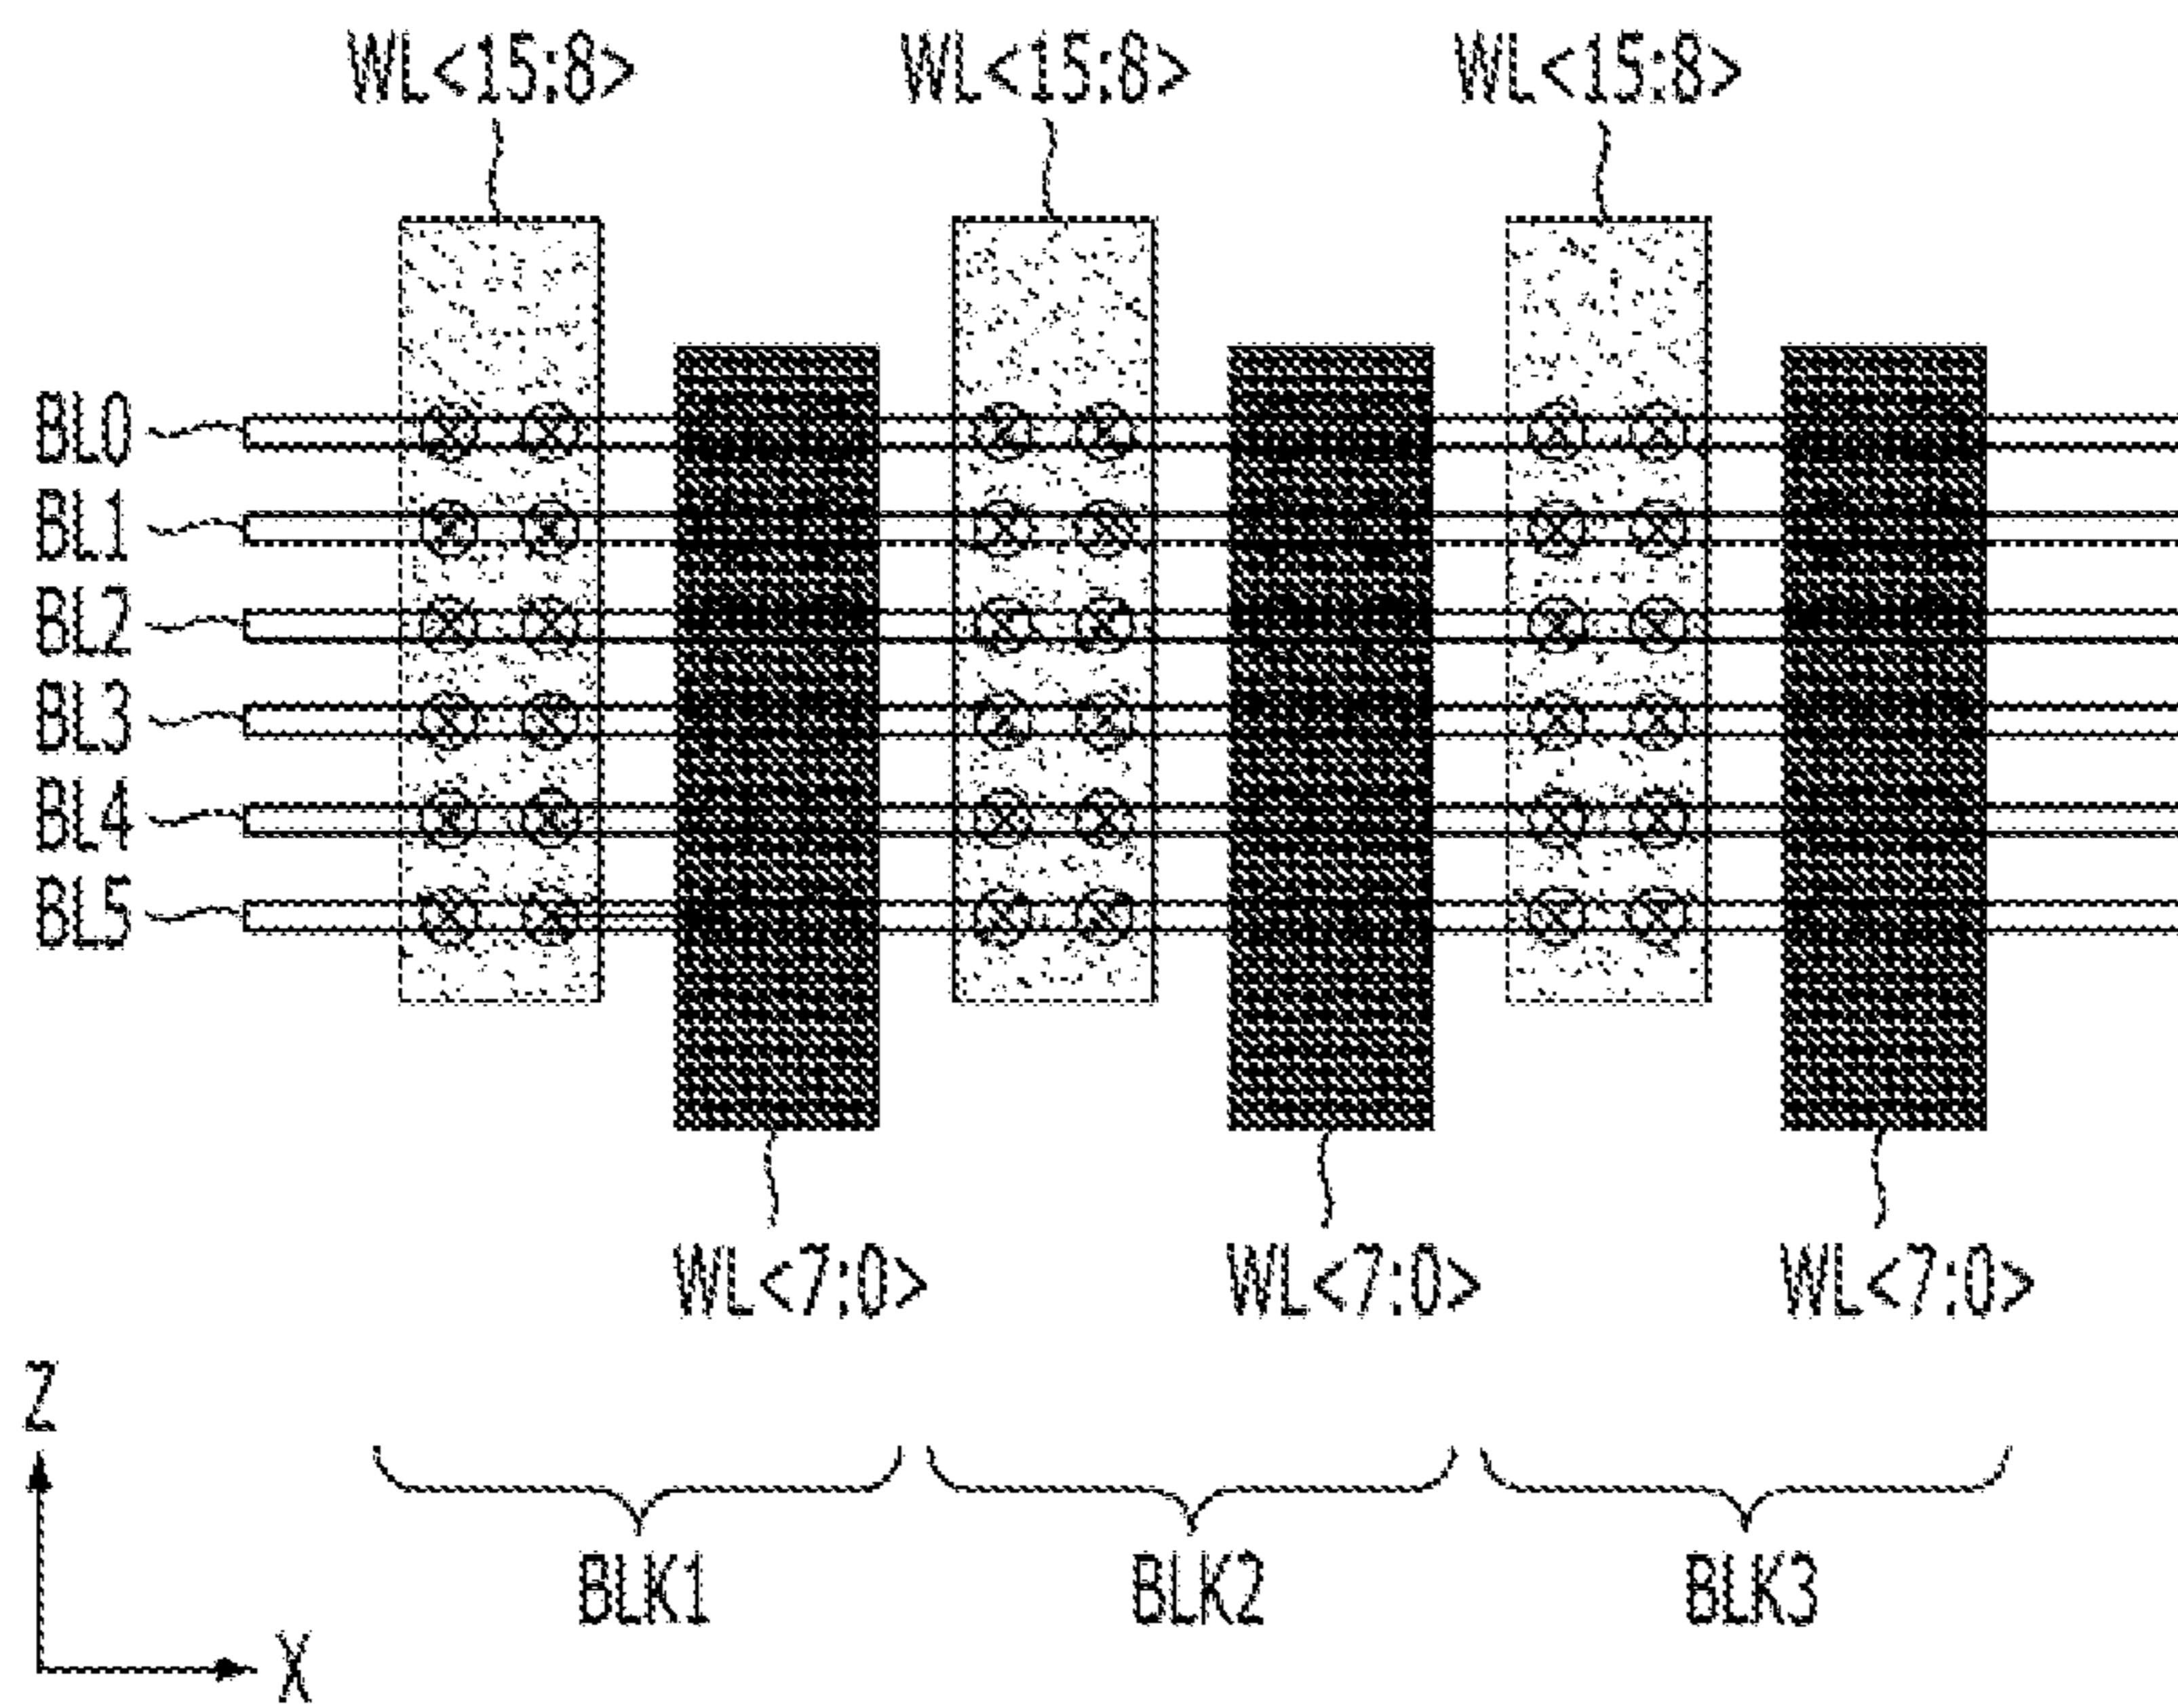 WL<15:8> WL<15:8> WL<15:8>
BL0
BL1
BL2
BL3
BL4
BL5
WL<7:0> WL<7:0> WL<7:0>
Z
BLK1 BLK2 BLK3
X